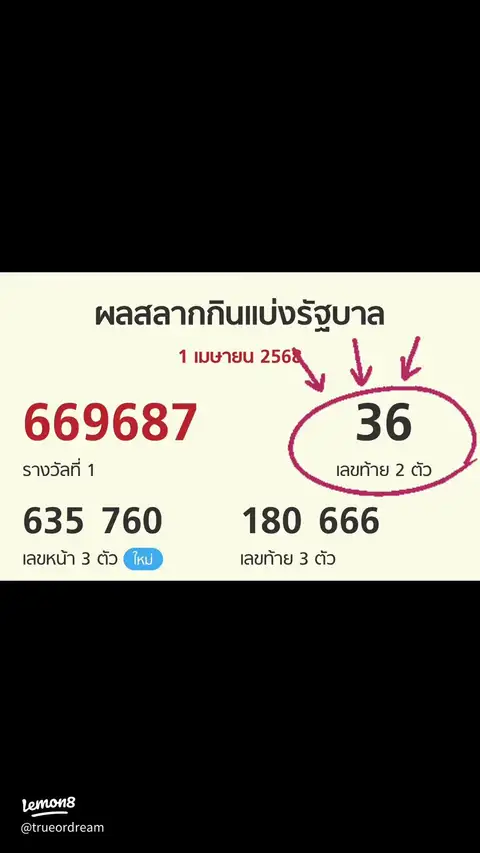 ผลสลากกินแบ่งรัฐบาล
1 เมษายน 2568
669687 36
รางวัลที่ 1 เลขท้าย 2 ตัว
635 760 180 666
เลขหน้า 3 ตัว ใหม่ เลขท้าย 3 ตัว
Lemon8
@trueordream